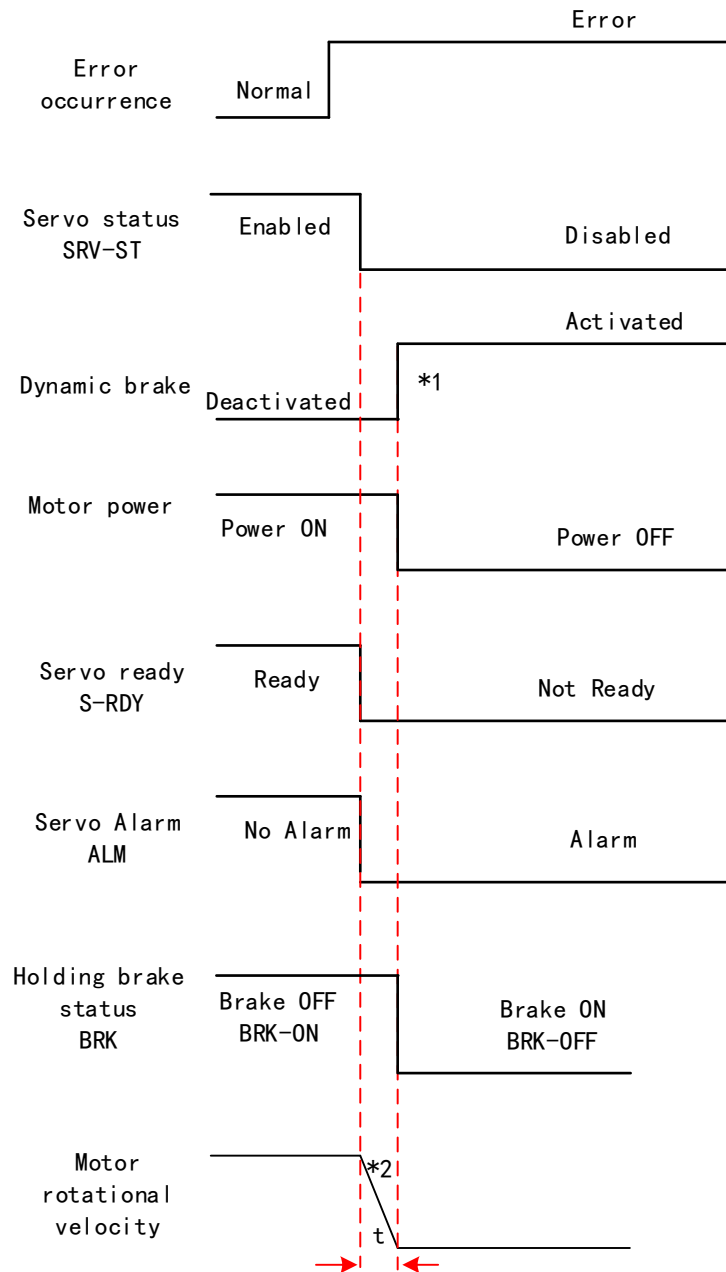 Error
Error
occurrence
Normal
Servo status
SRV-ST
Enabled
Disabled
Activated
Dynamic brake
Deactivated
*1
Motor power
Power ON
Power OFF
Servo ready
S-RDY
Ready
Not Ready
Servo Alarm
ALM
No Alarm
Alarm
Holding brake
status
BRK
Brake OFF
BRK-ON
Brake ON
BRK-OFF
Motor
rotational
velocity
*2
t